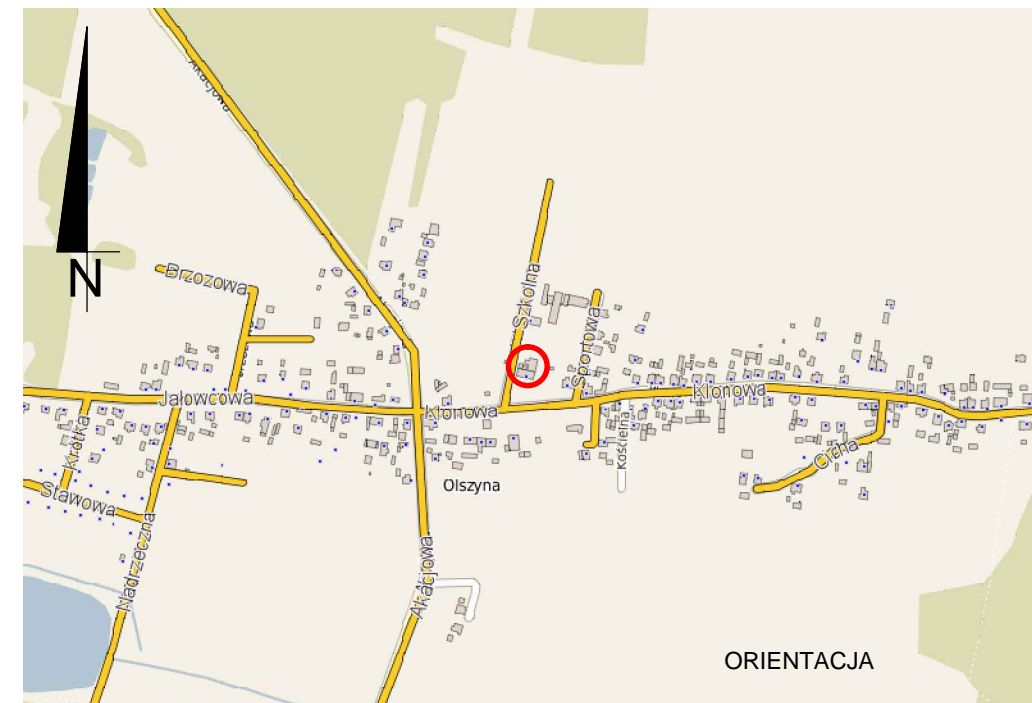 Akacjowa
N
Brzozowa
Szkolna
Sportowa
Jałowcowa
Klonowa
Klonowa
Krótka
Kościelna
Cicha
Stawowa
Olszyna
Nadrzeczna
Akacjowa
ORIENTACJA